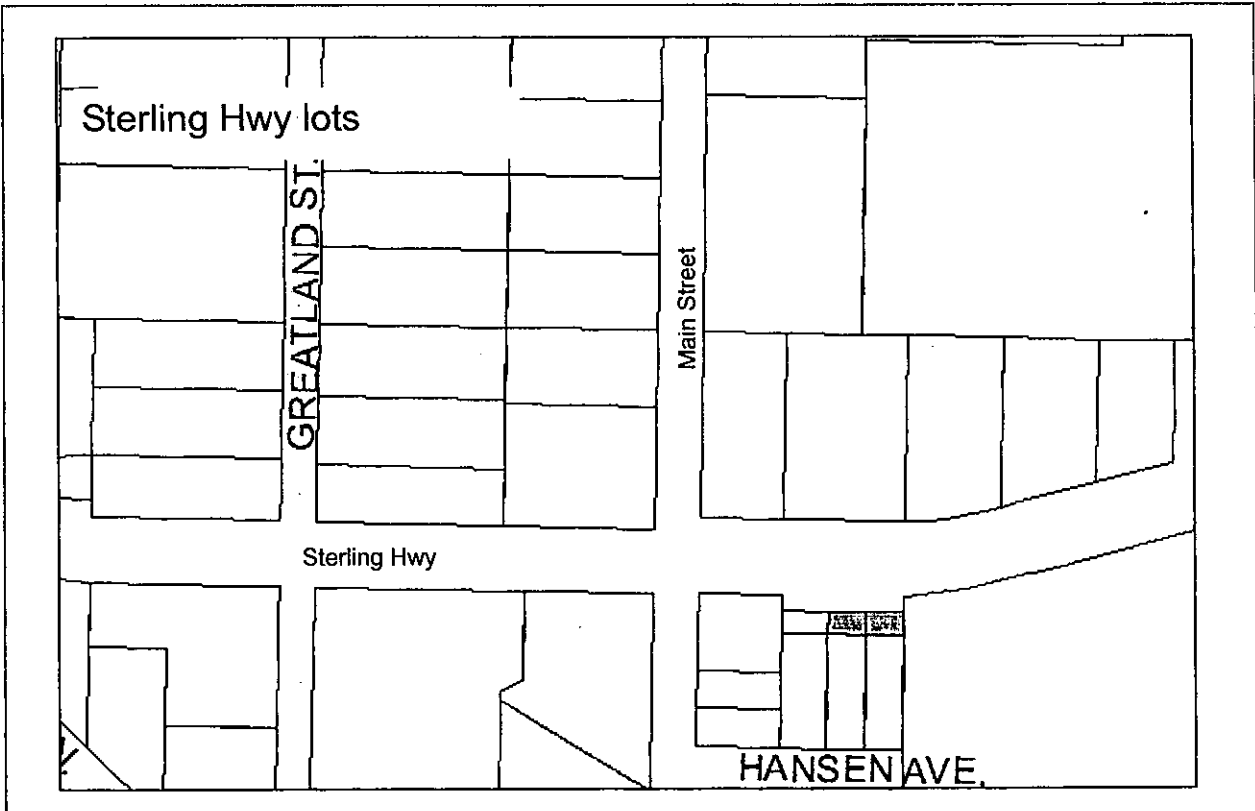 Sterling Hwy lots
GREATLAND ST.
Main Street
Sterling Hwy
HANSEN AVE.